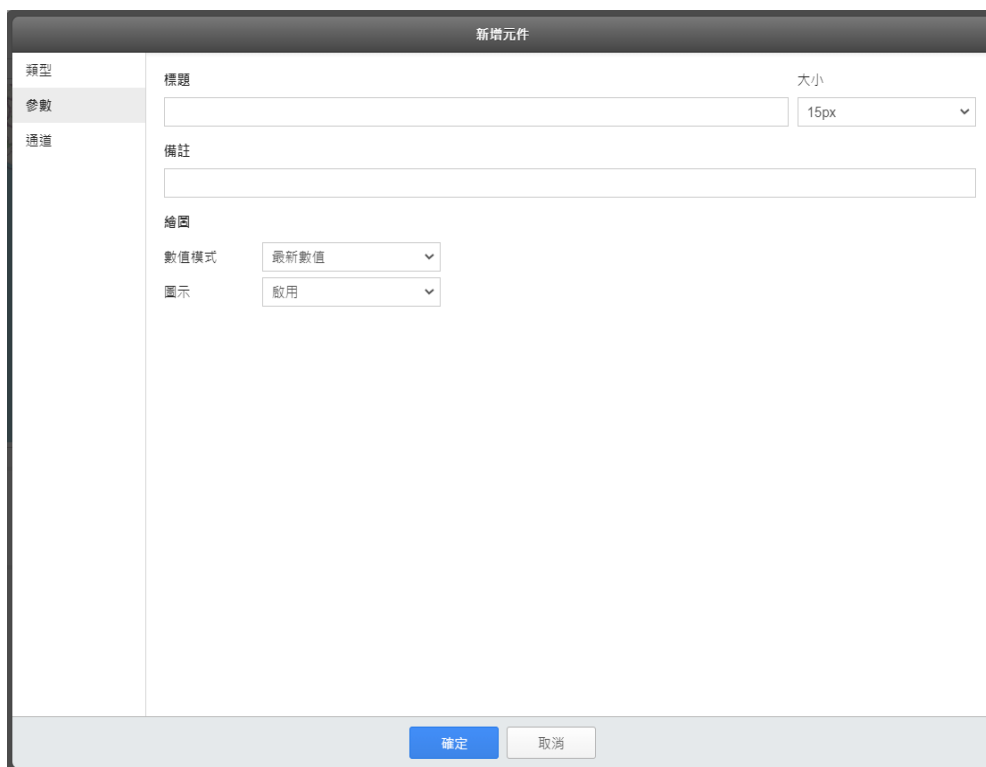 新增元件
類型
參數
通道
標題
大小
15px
備註
繪圖
數值模式
最新數值
圖示
啟用
確定
取消